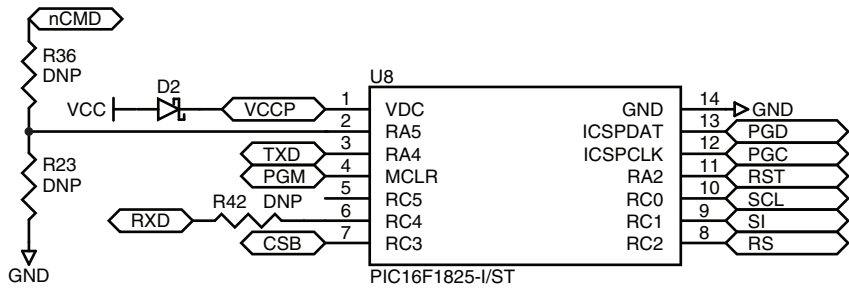 nCMD
R36
DNP
D2
VCC
VCCP
U8
1 VDC GND 14 GND
2 RA5 ICSPDAT 13 PGD
TXD 3 RA4 ICSPCLK 12 PGC
PGM 4 MCLR RA2 11 RST
5 RC5 RC0 10 SCL
R23
DNP
R42 DNP
RXD 6 RC4 RC1 9 SI
CSB 7 RC3 RC2 8 RS
GND
PIC16F1825-I/ST